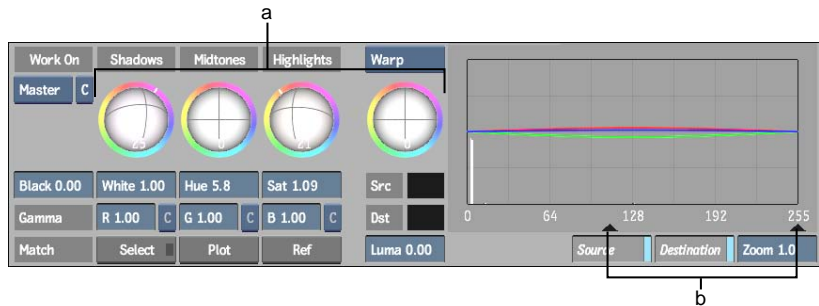 a
Work On Shadows Midtones Highlights Warp
Master C
25 0 21 0
Black 0.00 White 1.00 Hue 5.8 Sat 1.09 Src
Gamma R 1.00 C G 1.00 C B 1.00 C Dst
0 64 128 192 255
Match Select Plot Ref Luma 0.00 Source Destination Zoom 1.0
b